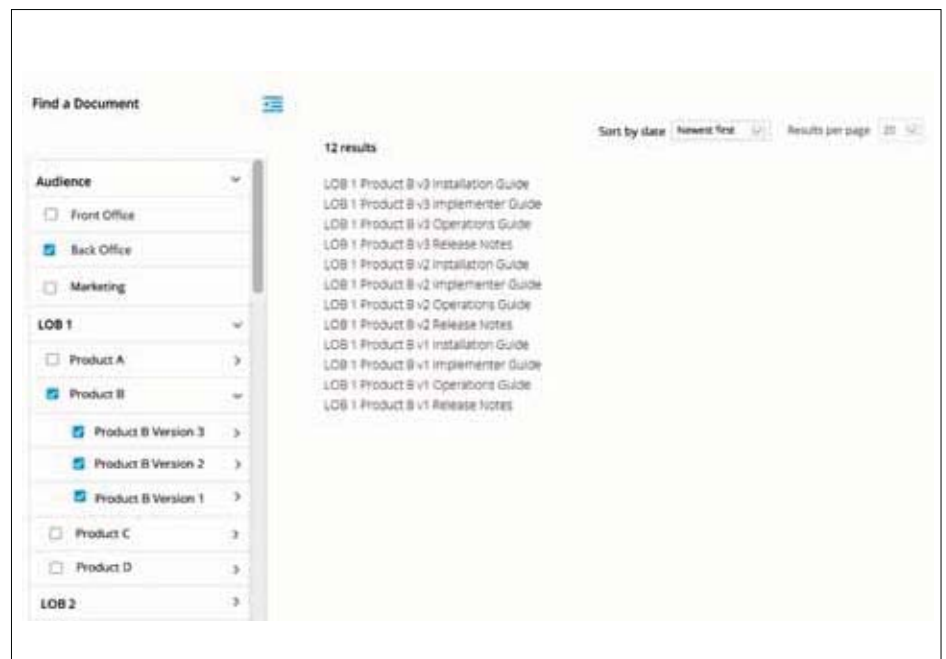 Find a Document
Sort by date Newest first Results per page 20
12 results
Audience
Front Office
Back Office
Marketing
LOB 1
Product A
Product B
Product B Version 3
Product B Version 2
Product B Version 1
Product C
Product D
LOB 2
LOB 1 Product B v3 Installation Guide
LOB 1 Product B v3 Implementer Guide
LOB 1 Product B v3 Operations Guide
LOB 1 Product B v3 Release Notes
LOB 1 Product B v2 Installation Guide
LOB 1 Product B v2 Implementer Guide
LOB 1 Product B v2 Operations Guide
LOB 1 Product B v2 Release Notes
LOB 1 Product B v1 Installation Guide
LOB 1 Product B v1 Implementer Guide
LOB 1 Product B v1 Operations Guide
LOB 1 Product B v1 Release Notes